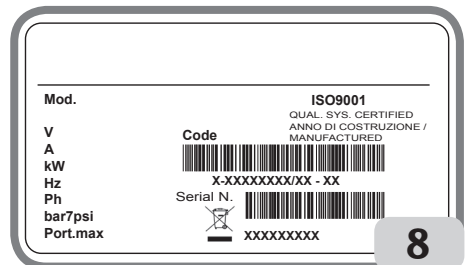 Mod.
ISO9001
QUAL. SYS. CERTIFIED
ANNO DI COSTRUZIONE /
MANUFACTURED
V
A
kW
Hz
Ph
bar7psi
Port.max
Code
X-XXXXXXXX/XX - XX
Serial N.
XXXXXXXXX
8